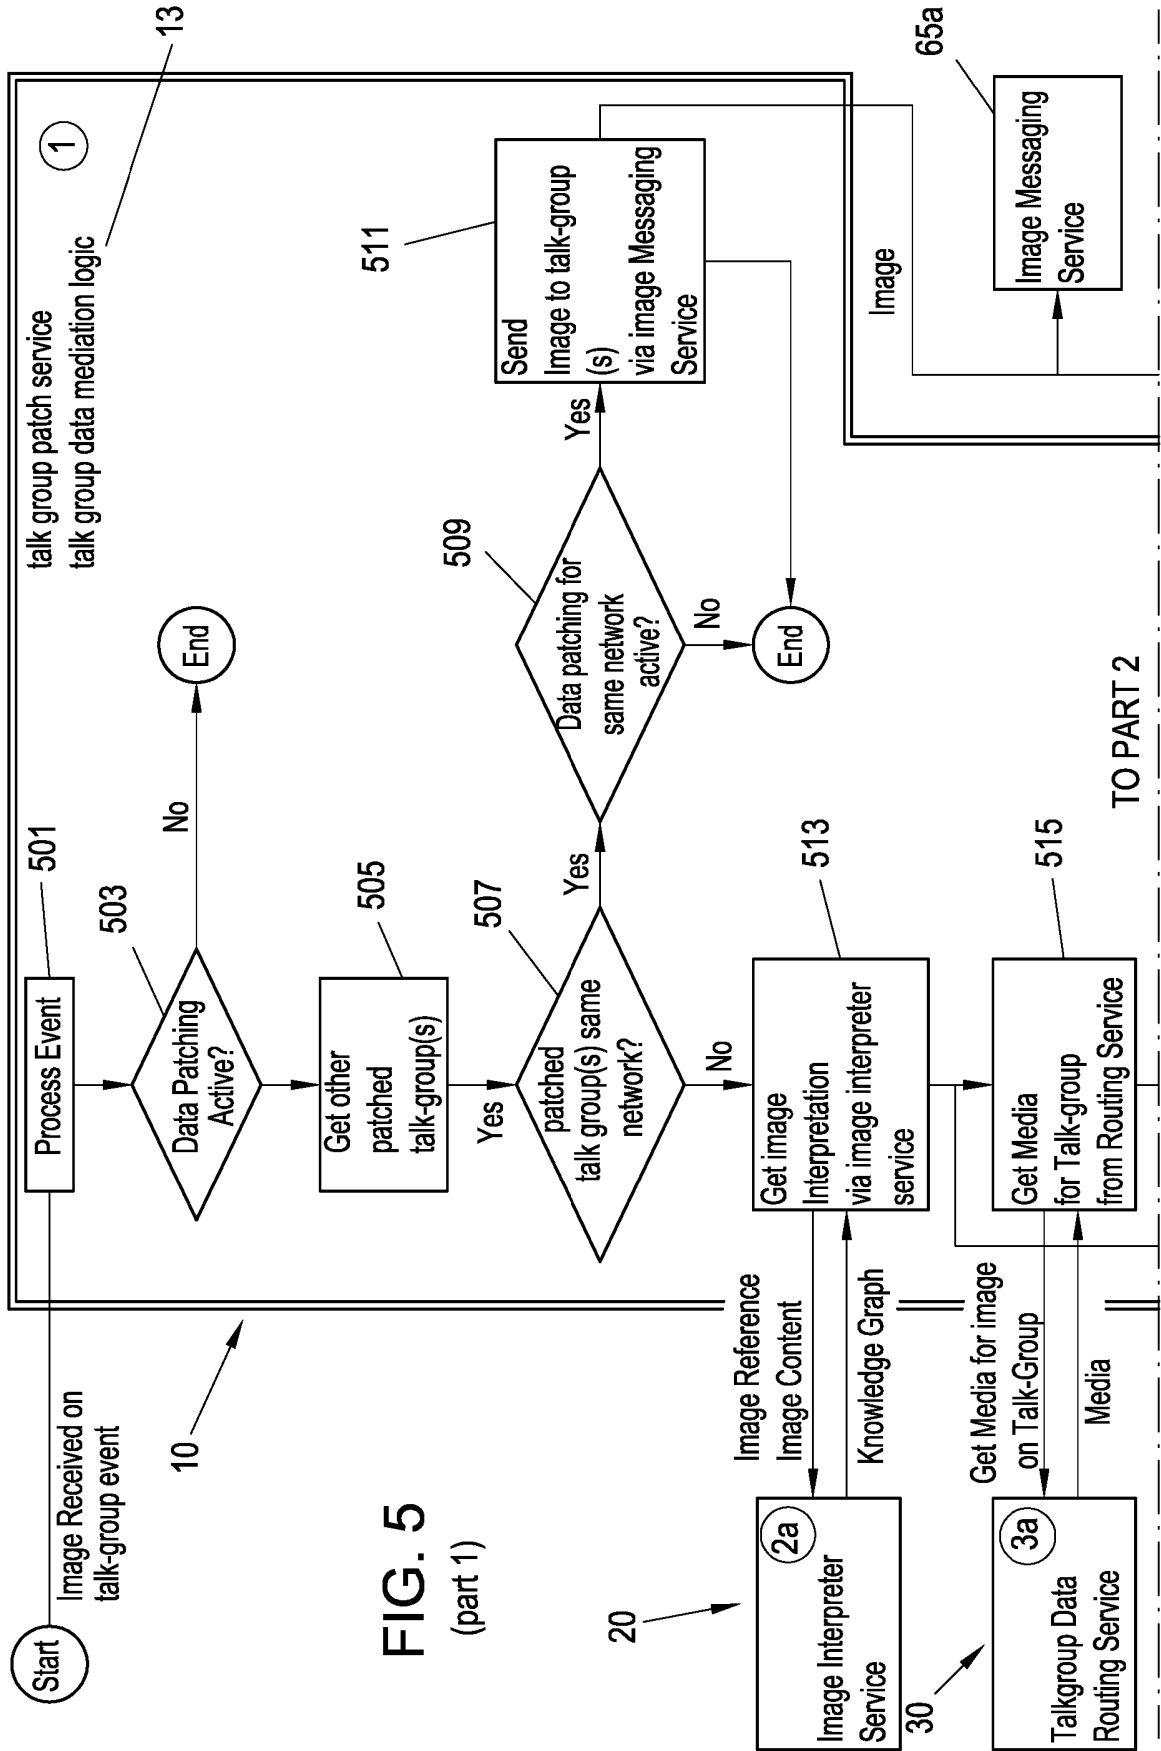 Start
Image Received on
talk-group event
10
talk group patch service
talk group data mediation logic
1
13
Process Event
501
Data Patching
Active?
503
No
End
Get other
patched
talk-group(s)
505
Yes
patched
talk group(s) same
network?
507
Yes
Data patching for
same network
active?
509
Yes
No
End
Send
Image to talk-group
(s)
via image Messaging
Service
511
Image
Image Messaging
Service
65a
No
Get image
Interpretation
via image interpreter
service
513
Image Reference
Image Content
Knowledge Graph
2a
Image Interpreter
Service
20
Get Media
for Talk-group
from Routing Service
515
Get Media for image
on Talk-Group
Media
3a
Talkgroup Data
Routing Service
30
TO PART 2
FIG. 5
(part 1)